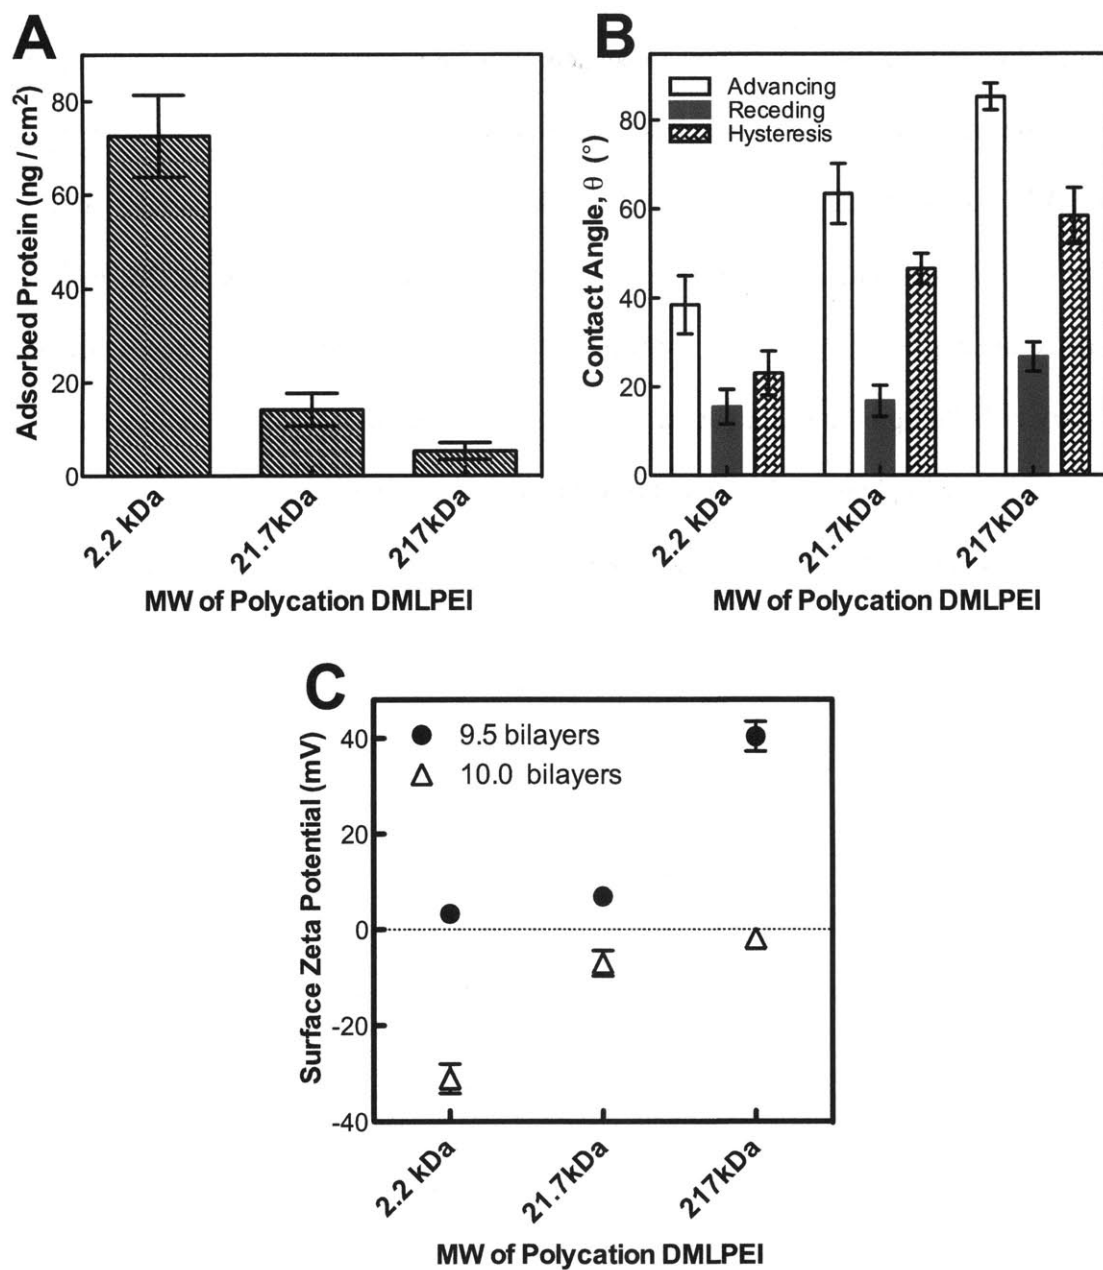 A
Adsorbed Protein (ng / cm²)
80
60
40
20
0
2.2 kDa
21.7kDa
217kDa
MW of Polycation DMLPEI
B
Contact Angle, θ (°)
Advancing
Receding
Hysteresis
80
60
40
20
0
2.2 kDa
21.7kDa
217kDa
MW of Polycation DMLPEI
C
Surface Zeta Potential (mV)
9.5 bilayers
10.0 bilayers
40
20
0
-20
-40
2.2 kDa
21.7kDa
217kDa
MW of Polycation DMLPEI